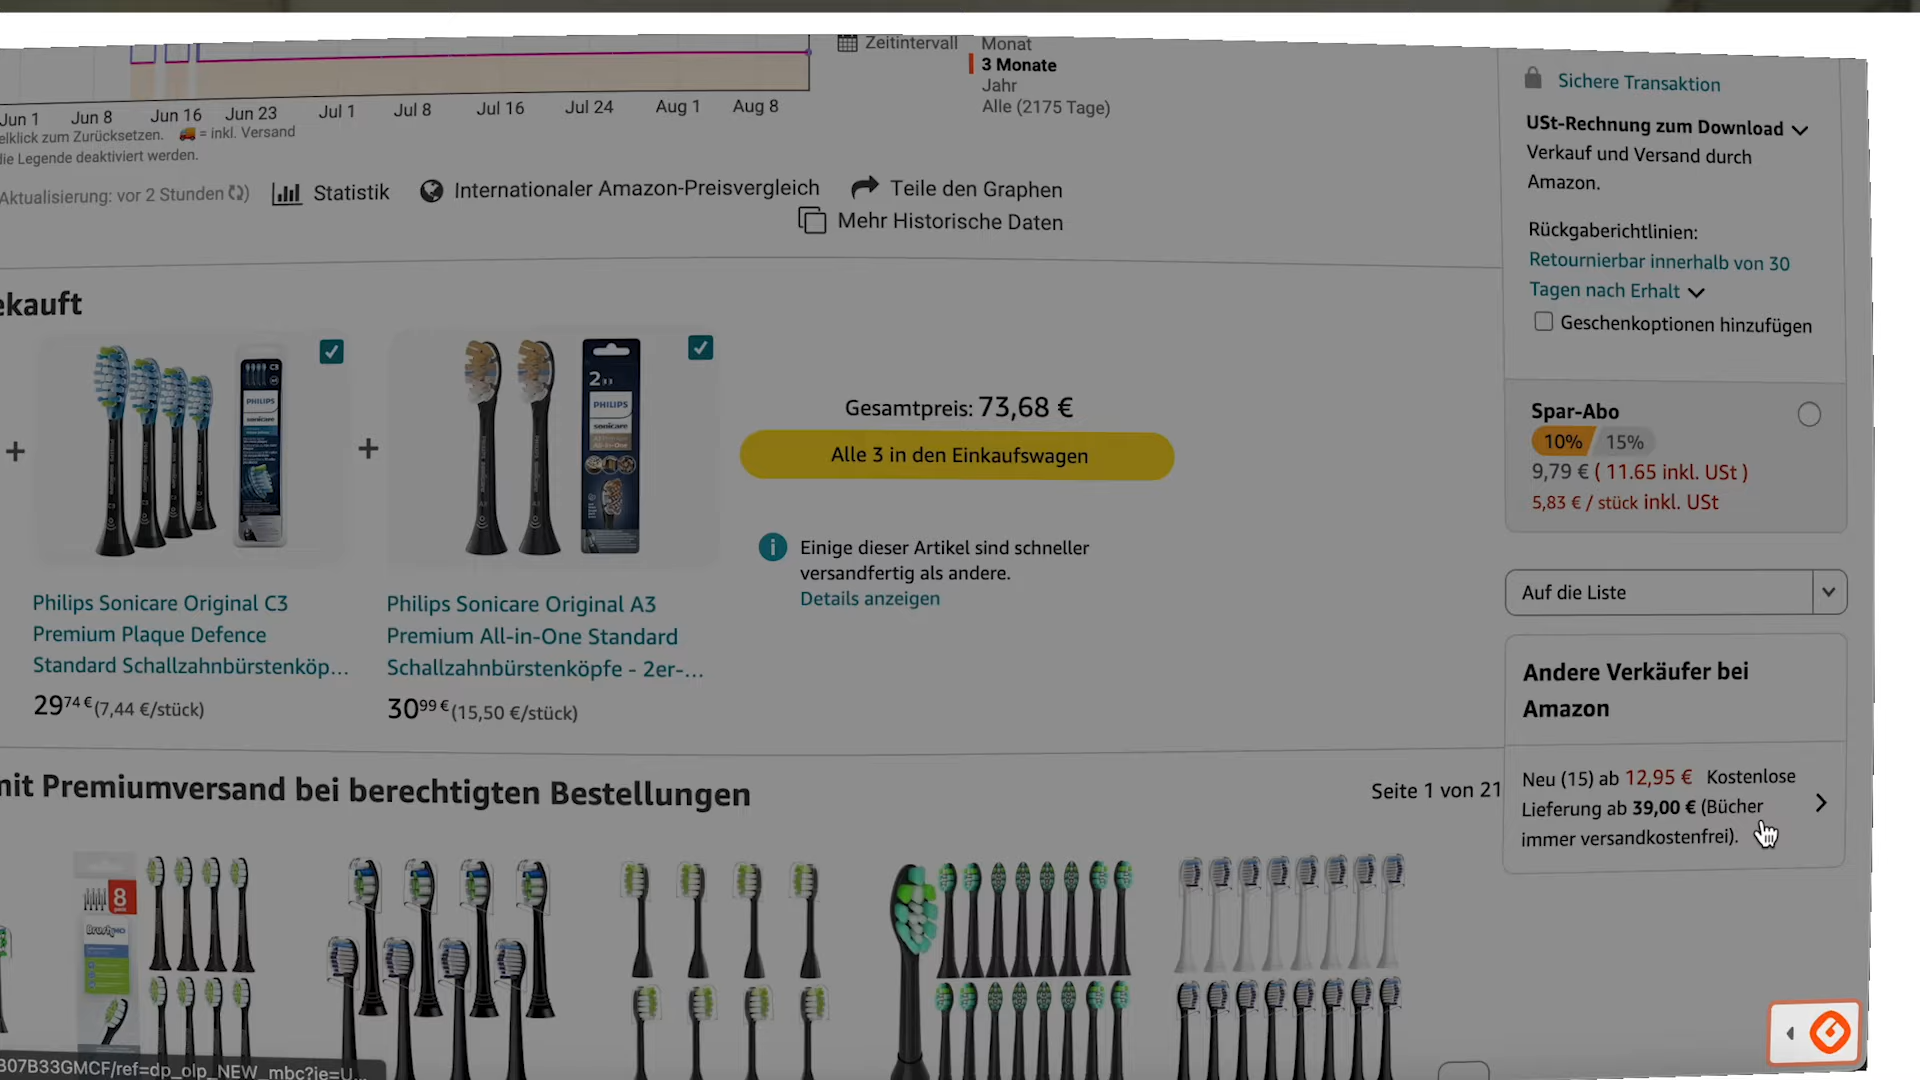 Zeitintervall
Monat
3 Monate
Jahr
Alle (2175 Tage)
Jun 1 Jun 8 Jun 16 Jun 23 Jul 1 Jul 8 Jul 16 Jul 24 Aug 1 Aug 8
elklick zum Zurücksetzen. = inkl. Versand
die Legende deaktiviert werden.
Aktualisierung: vor 2 Stunden)
Statistik
Internationaler Amazon-Preisvergleich
Teile den Graphen
Mehr Historische Daten
ekauft
+
C3
PHILIPS
sonicare
+
2
PHILIPS
sonicare
Gesamtpreis: 73,68 €
Alle 3 in den Einkaufswagen
Einige dieser Artikel sind schneller
versandfertig als andere.
Details anzeigen
Philips Sonicare Original C3
Premium Plaque Defence
Standard Schallzahnbürstenköp...
29⁷⁴ € (7,44 €/stück)
Philips Sonicare Original A3
Premium All-in-One Standard
Schallzahnbürstenköpfe - 2er-...
30⁹⁹ € (15,50 €/stück)
mit Premiumversand bei berechtigten Bestellungen
Seite 1 von 21
8
Sichere Transaktion
USt-Rechnung zum Download
Verkauf und Versand durch
Amazon.
Rückgaberichtlinien:
Retournierbar innerhalb von 30
Tagen nach Erhalt
Geschenkoptionen hinzufügen
Spar-Abo
10% 15%
9,79 € ( 11.65 inkl. USt )
5,83 € / stück inkl. USt
Auf die Liste
Andere Verkäufer bei
Amazon
Neu (15) ab 12,95 € Kostenlose
Lieferung ab 39,00 € (Bücher
immer versandkostenfrei).
B07B33GMCF/ref=dp_olp_NEW_mbc?ie=U...